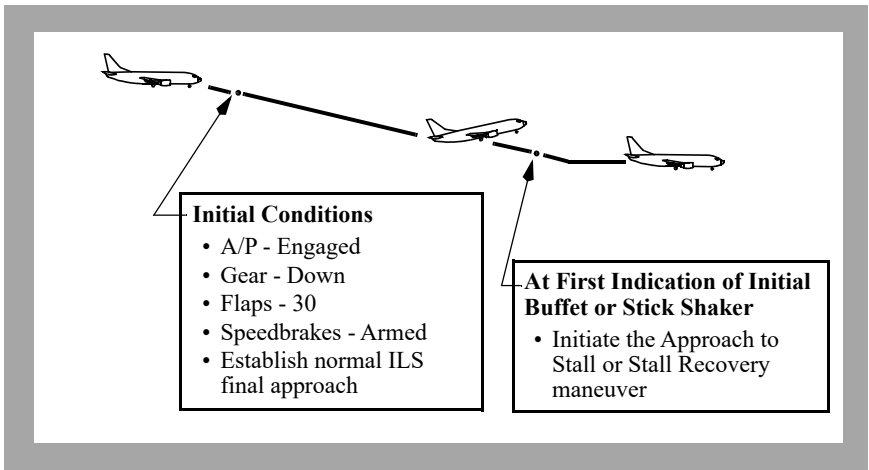 Initial Conditions
• A/P - Engaged
• Gear - Down
• Flaps - 30
• Speedbrakes - Armed
• Establish normal ILS
final approach
At First Indication of Initial
Buffet or Stick Shaker
• Initiate the Approach to
Stall or Stall Recovery
maneuver